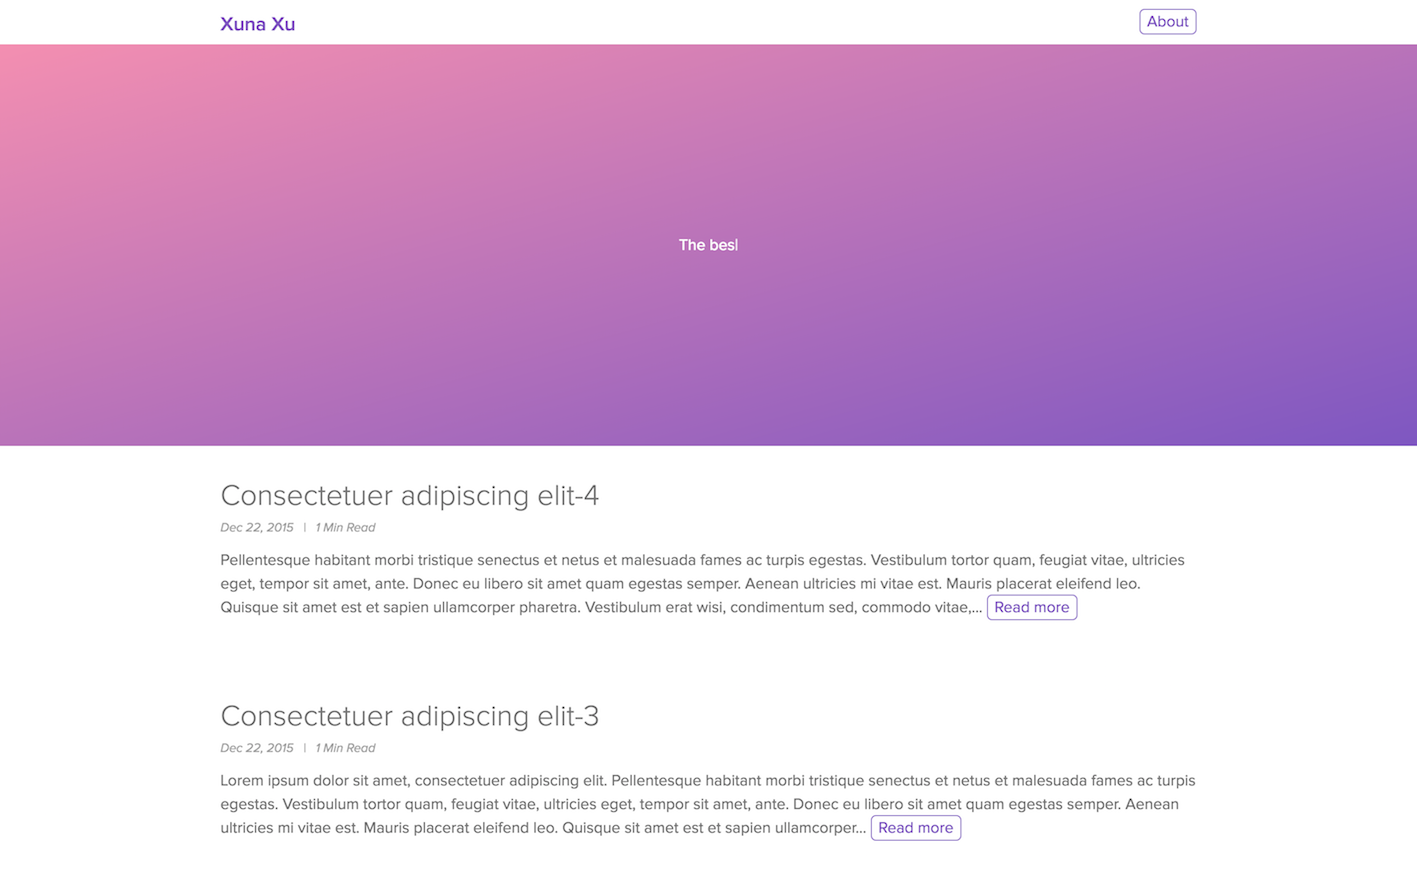 Xuna Xu
About
The bes
Consectetuer adipiscing elit-4
Dec 22, 2015 | 1 Min Read
Pellentesque habitant morbi tristique senectus et netus et malesuada fames ac turpis egestas. Vestibulum tortor quam, feugiat vitae, ultricies
eget, tempor sit amet, ante. Donec eu libero sit amet quam egestas semper. Aenean ultricies mi vitae est. Mauris placerat eleifend leo.
Quisque sit amet est et sapien ullamcorper pharetra. Vestibulum erat wisi, condimentum sed, commodo vitae,... Read more
Consectetuer adipiscing elit-3
Dec 22, 2015 | 1 Min Read
Lorem ipsum dolor sit amet, consectetuer adipiscing elit. Pellentesque habitant morbi tristique senectus et netus et malesuada fames ac turpis
egestas. Vestibulum tortor quam, feugiat vitae, ultricies eget, tempor sit amet, ante. Donec eu libero sit amet quam egestas semper. Aenean
ultricies mi vitae est. Mauris placerat eleifend leo. Quisque sit amet est et sapien ullamcorper... Read more